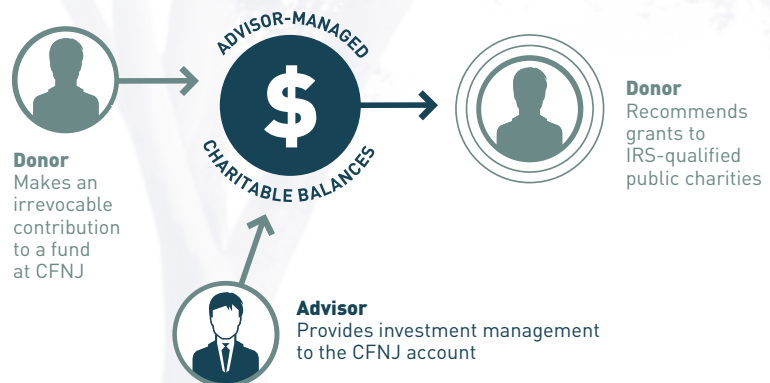 ADVISOR-MANAGED
$
CHARITABLE BALANCES
Donor
Makes an
irrevocable
contribution
to a fund
at CFNJ
Donor
Recommends
grants to
IRS-qualified
public charities
Advisor
Provides investment management
to the CFNJ account